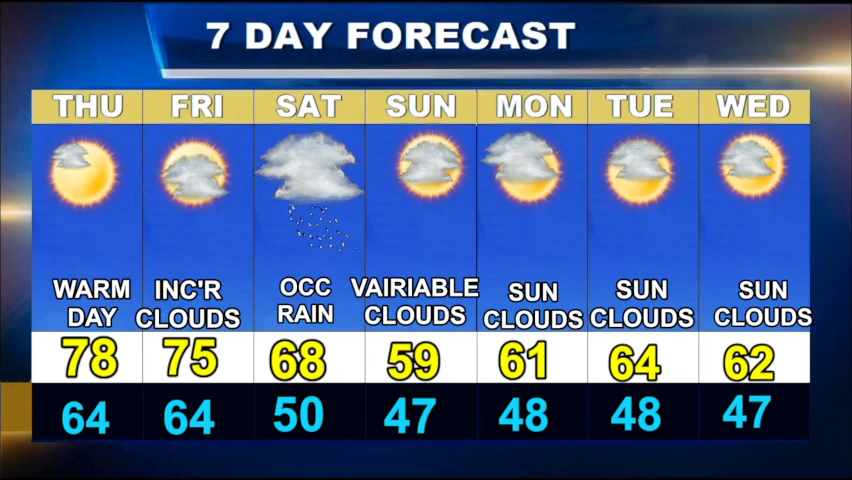 7 DAY FORECAST
THU FRI SAT SUN MON TUE WED
WARM DAY
INC'R CLOUDS
OCC RAIN
VAIRIABLE CLOUDS
SUN CLOUDS
SUN CLOUDS
SUN CLOUDS
78 75 68 59 61 64 62
64 64 50 47 48 48 47